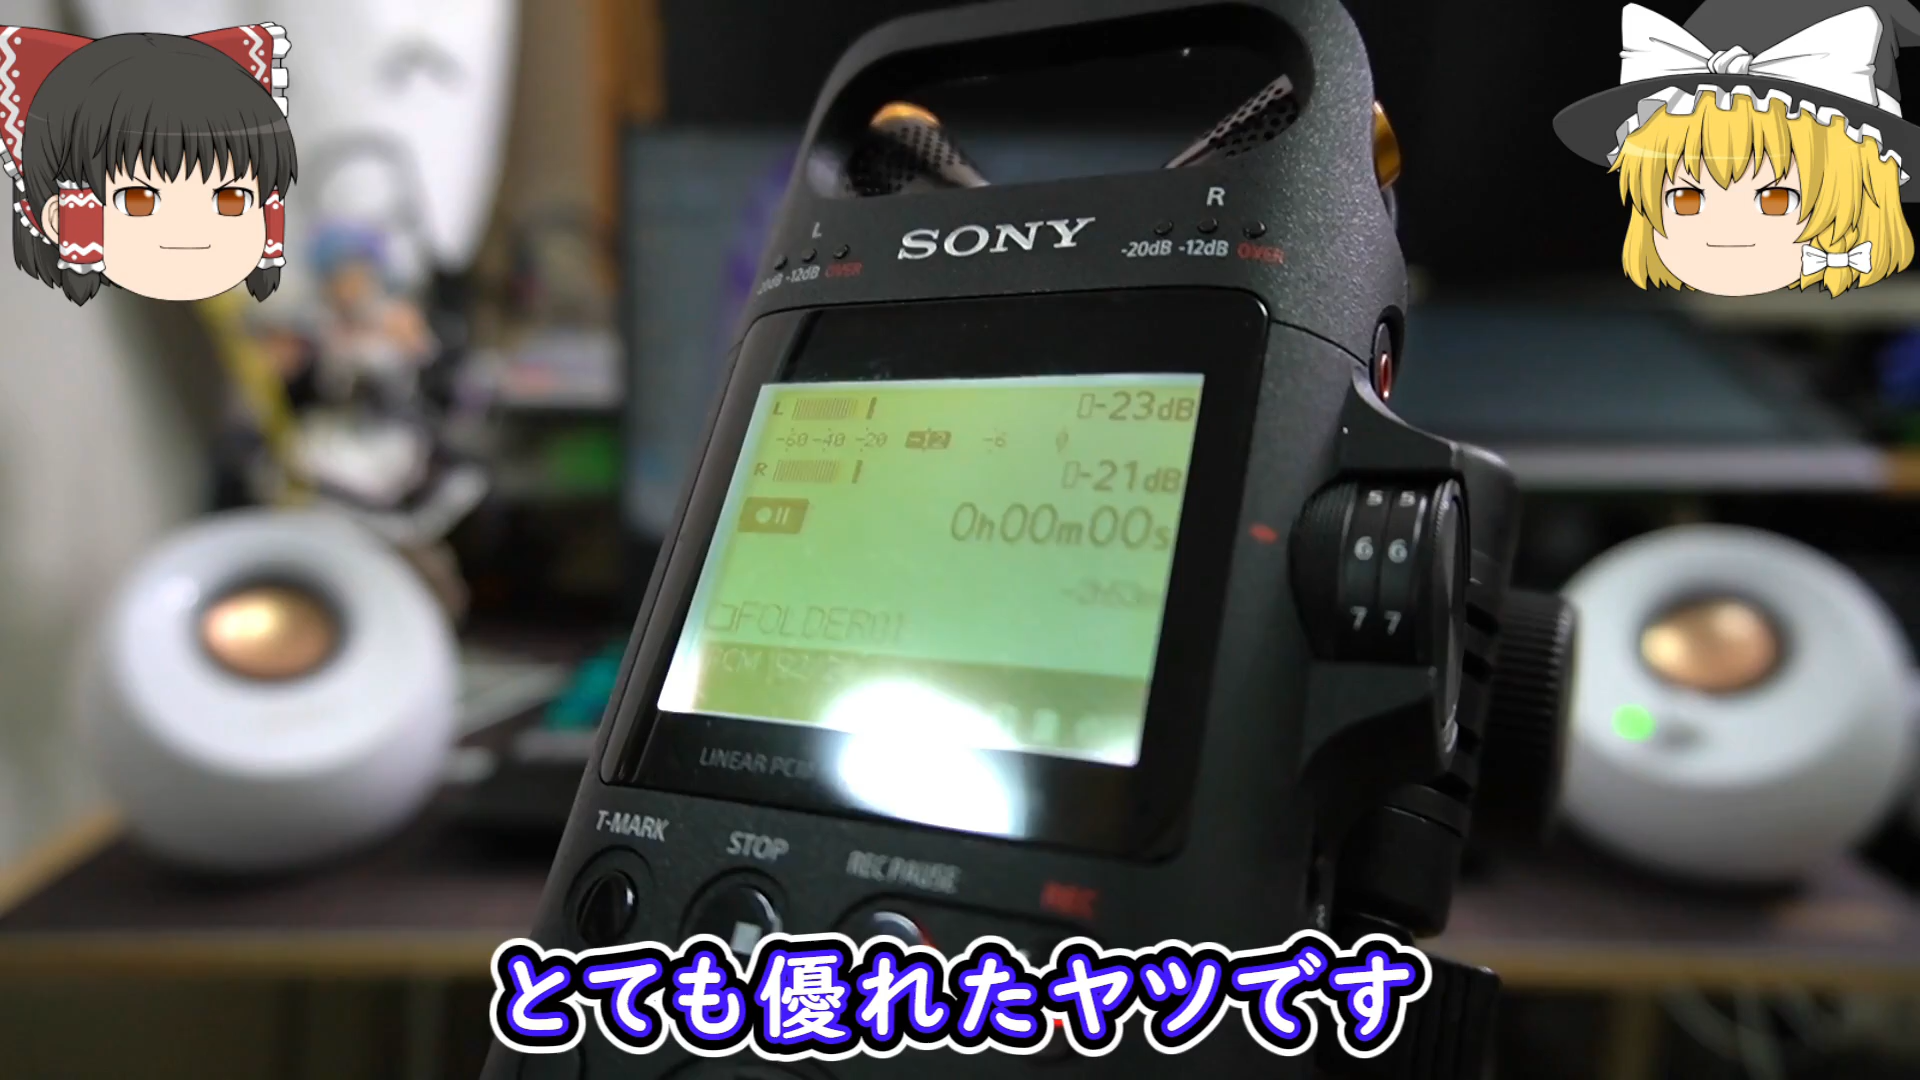 L
R
SONY
-20dB -12dB OVER
-20dB -12dB OVER
L
-23dB
-60 -40 -20 -12 -6 0
R
-21dB
0h00m00s
FOLDER01
LINEAR PCM
T-MARK
STOP
REC PAUSE
REC
5 5
6 6
7 7
とても優れたヤツです